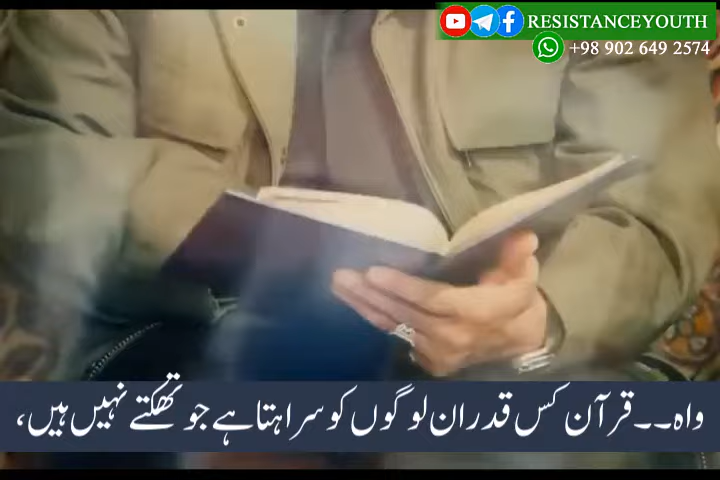 RESISTANCEYOUTH
+98 902 649 2574
واہ۔۔قرآن کس قدر ان لوگوں کو سراہتا ہے جو تھکتے نہیں ہیں،